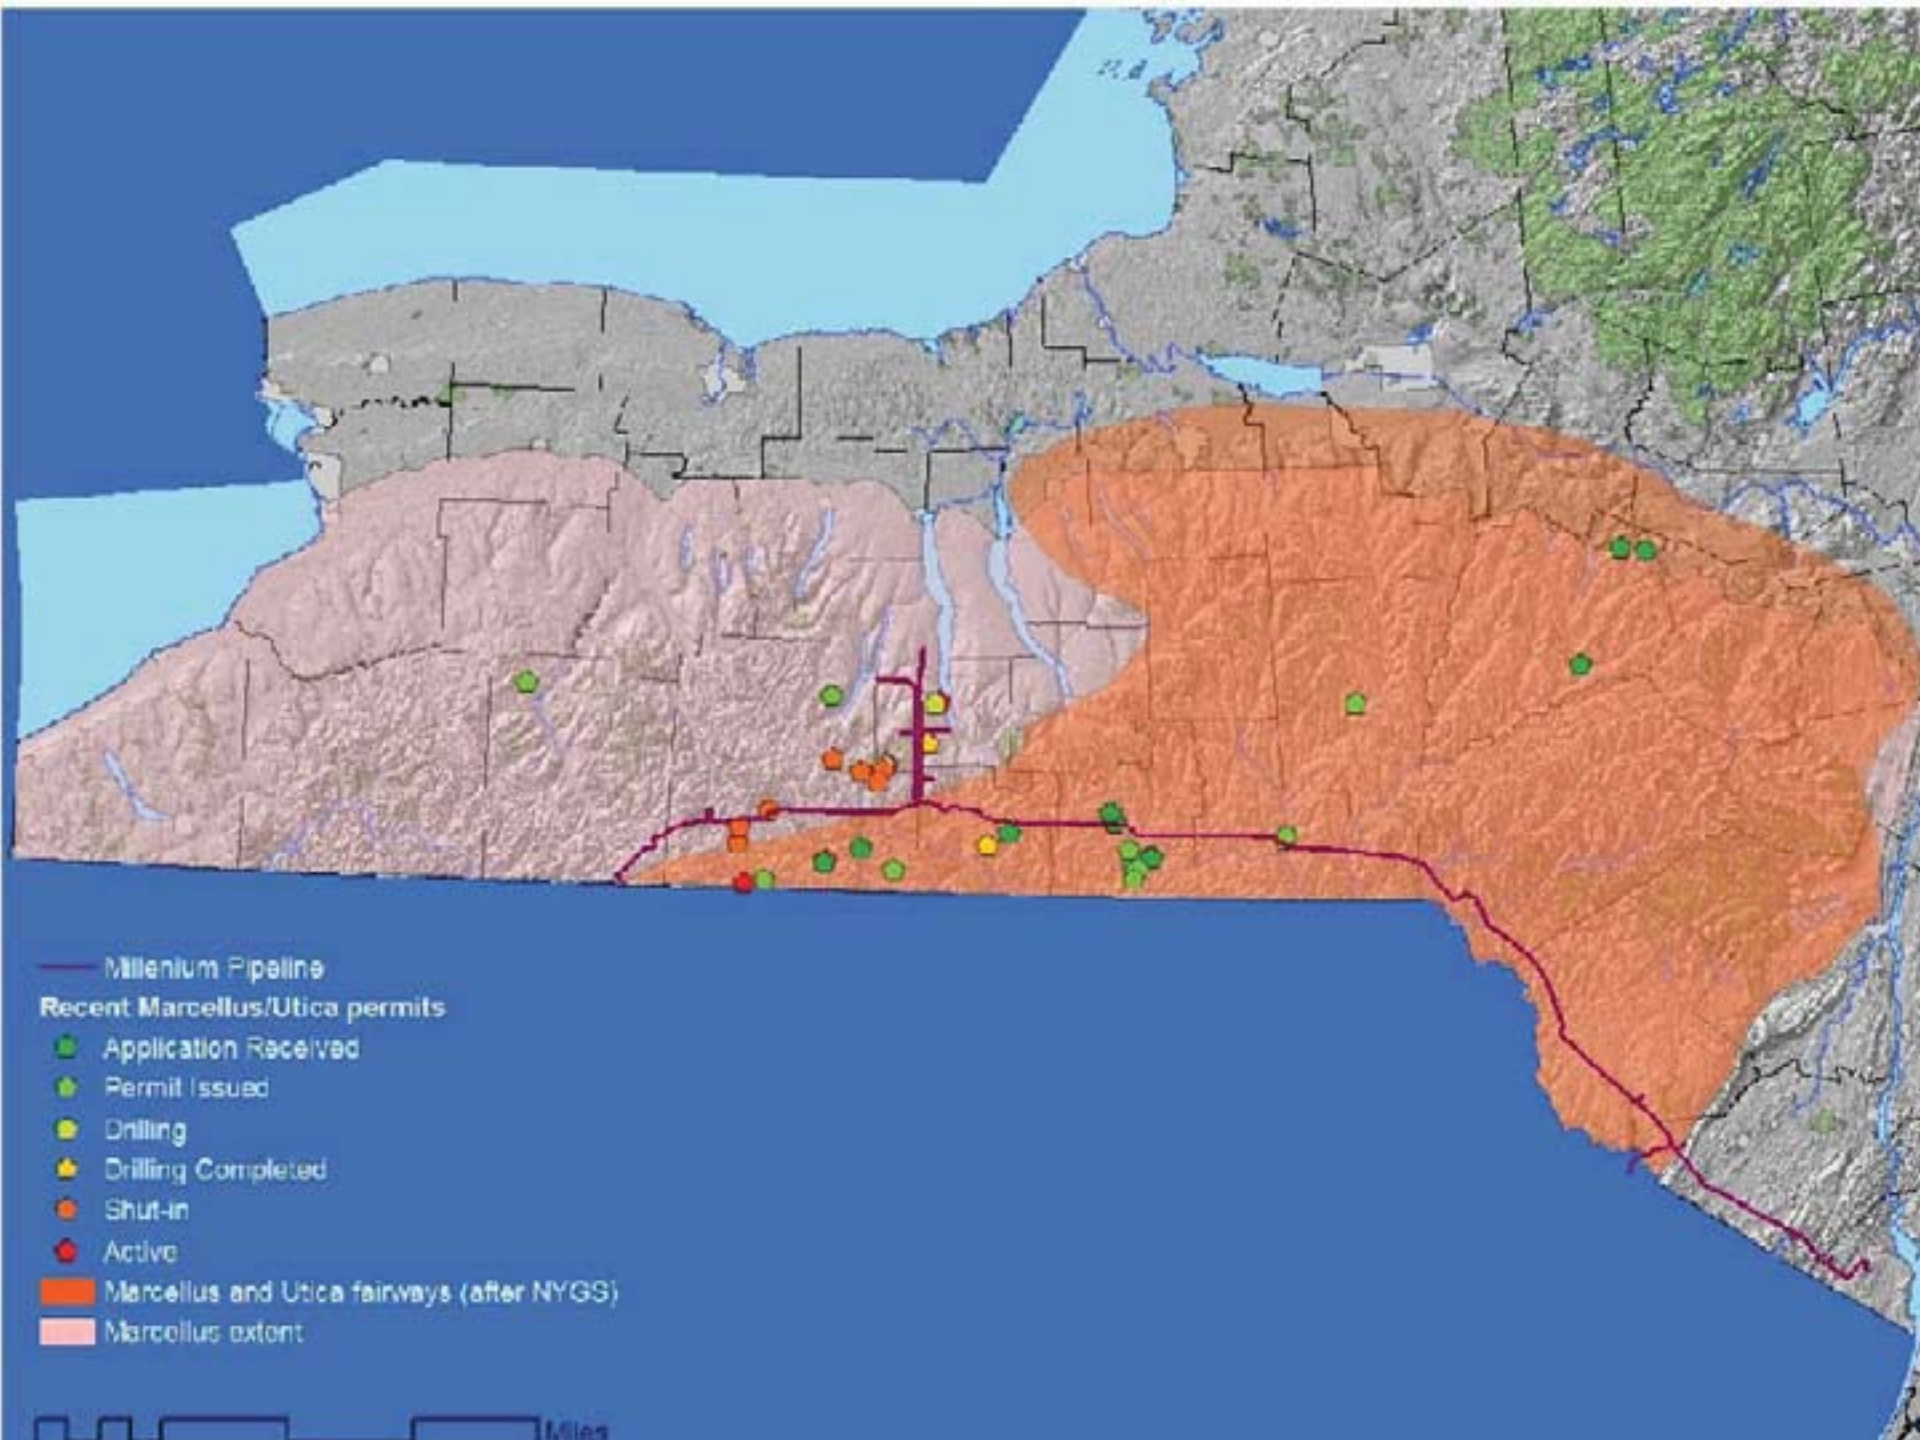 Millenium Pipeline
Recent Marcellus/Utica permits
Application Received
Permit Issued
Drilling
Drilling Completed
Shut-in
Active
Marcellus and Utica fairways (after NYGS)
Marcellus extent
Miles